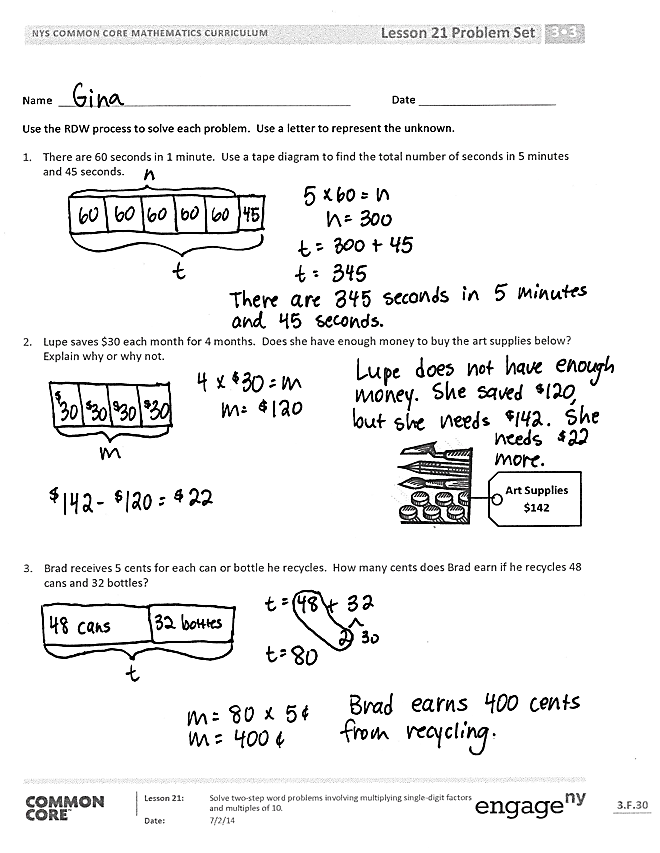 NYS COMMON CORE MATHEMATICS CURRICULUM Lesson 21 Problem Set 3•3
Name Gina Date
Use the RDW process to solve each problem. Use a letter to represent the unknown.
1. There are 60 seconds in 1 minute. Use a tape diagram to find the total number of seconds in 5 minutes
and 45 seconds.
n
60 60 60 60 60 45
t
5 × 60 = n
n = 300
t = 300 + 45
t = 345
There are 345 seconds in 5 minutes
and 45 seconds.
2. Lupe saves $30 each month for 4 months. Does she have enough money to buy the art supplies below?
Explain why or why not.
$30 $30 $30 $30
m
4 × $30 = m
m = $120
$142 - $120 = $22
Lupe does not have enough
money. She saved $120,
but she needs $142. She
needs $22
more.
Art Supplies
$142
3. Brad receives 5 cents for each can or bottle he recycles. How many cents does Brad earn if he recycles 48
cans and 32 bottles?
48 cans 32 bottles
t
t = 48 + 32
2 30
t = 80
m = 80 × 5¢
m = 400¢
Brad earns 400 cents
from recycling.
COMMON
CORE™
Lesson 21: Solve two-step word problems involving multiplying single-digit factors
and multiples of 10.
Date: 7/2/14
engage ny
3.F.30